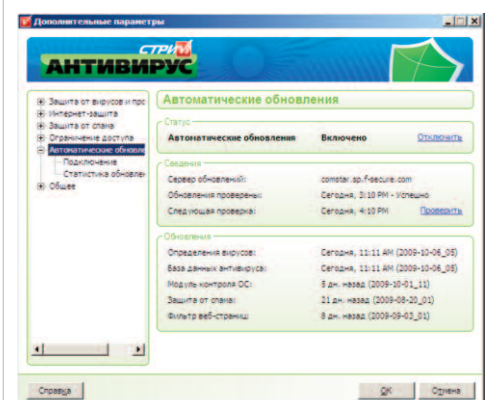 Дополнительные параметры
СТРИМ
АНТИВИРУС
Защита от вирусов и про
Интернет-защита
Защита от спама
Ограничение доступа
Автоматические обновле
Подключение
Статистика обновлен
Общее
Автоматические обновления
Статус
Автоматические обновления Включено Отключить
Сведения
Сервер обновлений: comstar.sp.f-secure.com
Обновления проверены: Сегодня, 3:10 PM - Успешно
Следующая проверка: Сегодня, 4:10 PM Проверить
Обновления
Определения вирусов: Сегодня, 11:11 AM (2009-10-06_05)
База данных антивируса: Сегодня, 11:11 AM (2009-10-06_05)
Модуль контроля ОС: 5 дн. назад (2009-10-01_11)
Защита от спама: 21 дн. назад (2009-08-20_01)
Фильтр веб-страниц: 8 дн. назад (2009-09-03_01)
Справка
OK
Отмена